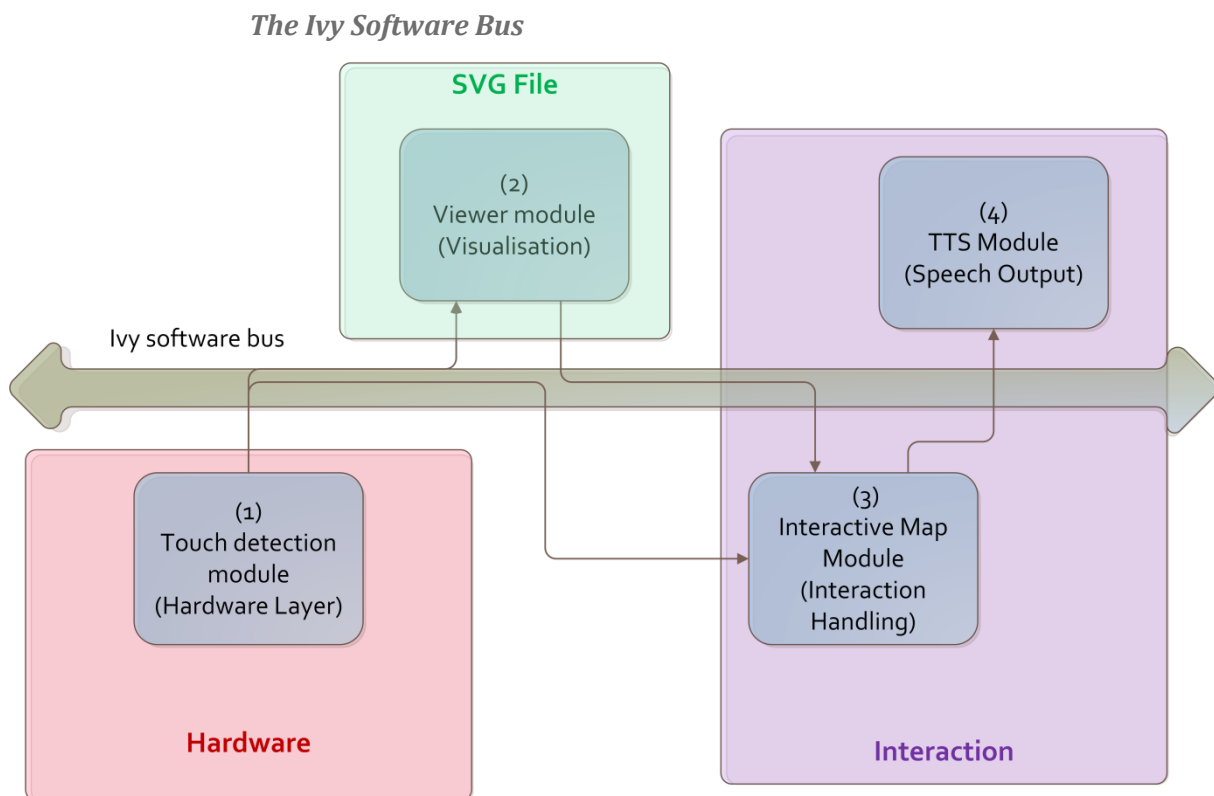 The Ivy Software Bus
SVG File
(2)
Viewer module
(Visualisation)
(4)
TTS Module
(Speech Output)
Ivy software bus
(1)
Touch detection
module
(Hardware Layer)
(3)
Interactive Map
Module
(Interaction
Handling)
Hardware
Interaction